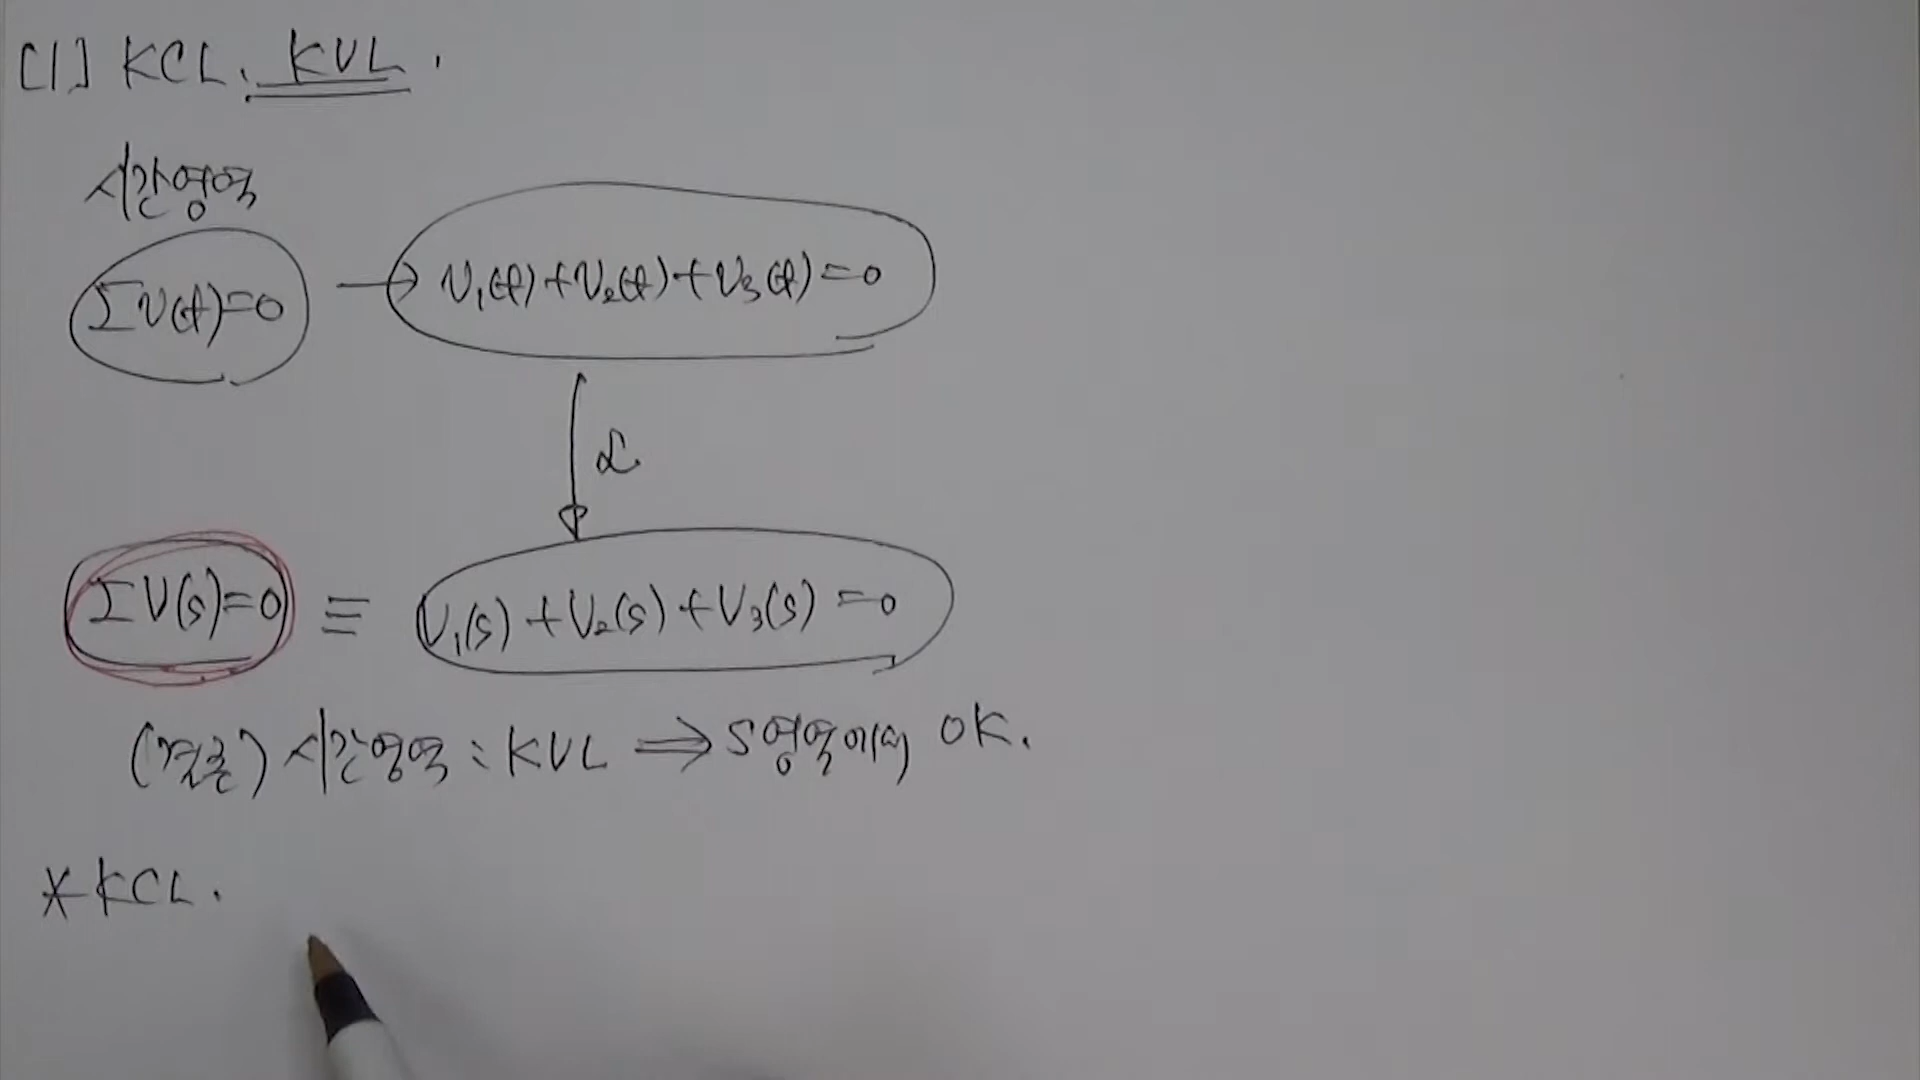 [1] KCL. KVL.
시간영역
Σv(t)=0 → v₁(t)+v₂(t)+v₃(t)=0
ℒ
ΣV(s)=0 ≡ V₁(s)+V₂(s)+V₃(s)=0
(결론) 시간영역 : KVL ⇒ S영역에서 OK.
*KCL.